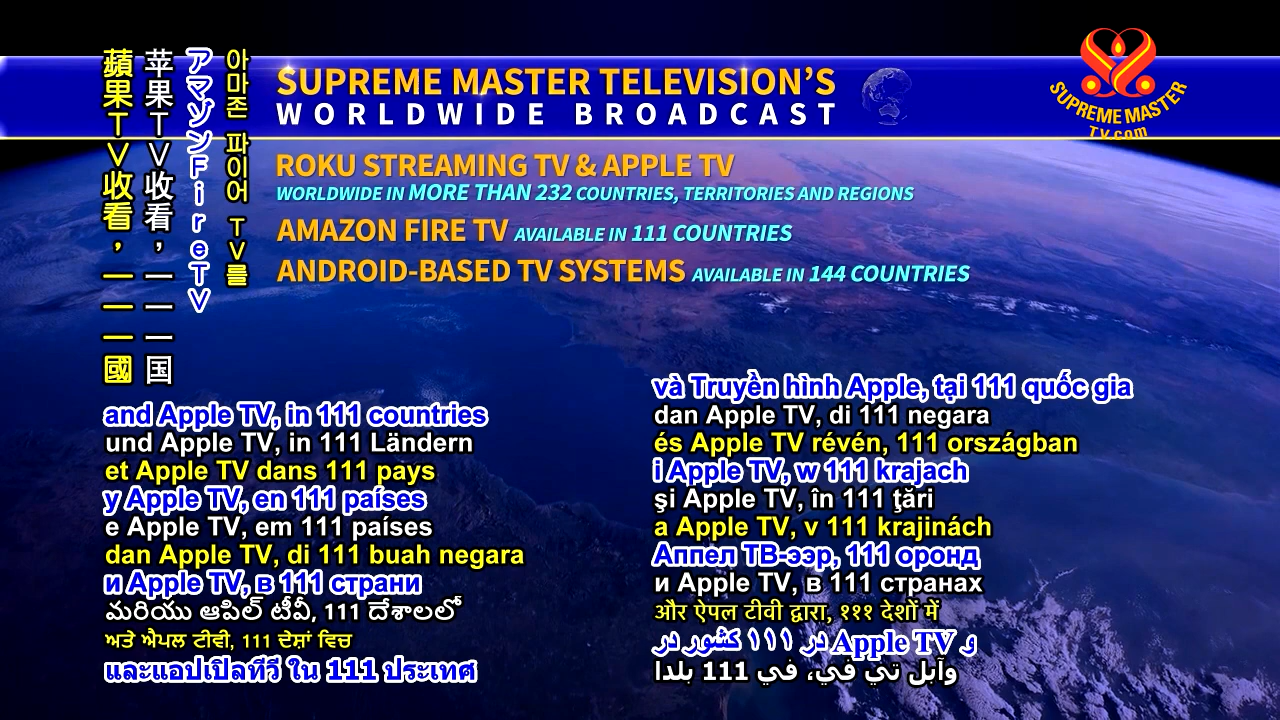 SUPREME MASTER TELEVISION'S
WORLDWIDE BROADCAST
SUPREME MASTER
TV.com
ROKU STREAMING TV & APPLE TV
WORLDWIDE IN MORE THAN 232 COUNTRIES, TERRITORIES AND REGIONS
AMAZON FIRE TV AVAILABLE IN 111 COUNTRIES
ANDROID-BASED TV SYSTEMS AVAILABLE IN 144 COUNTRIES
蘋果TV收看，一一一國
苹果TV收看，一一一国
アマゾンFireTV
아마존 파이어 TV를
and Apple TV, in 111 countries
und Apple TV, in 111 Ländern
et Apple TV dans 111 pays
y Apple TV, en 111 países
e Apple TV, em 111 países
dan Apple TV, di 111 buah negara
и Apple TV, в 111 страни
మరియు ఆపిల్ టీవీ, 111 దేశాలలో
ਅਤੇ ਐਪਲ ਟੀਵੀ, 111 ਦੇਸ਼ਾਂ ਵਿਚ
และแอปเปิลทีวี ใน 111 ประเทศ
và Truyền hình Apple, tại 111 quốc gia
dan Apple TV, di 111 negara
és Apple TV révén, 111 országban
i Apple TV, w 111 krajach
şi Apple TV, în 111 ţări
a Apple TV, v 111 krajinách
Аппел ТВ-ээр, 111 оронд
и Apple TV, в 111 странах
और ऐपल टीवी द्वारा, १११ देशों में
و Apple TV در ۱۱۱ کشور در
وآبل تي في، في 111 بلدا